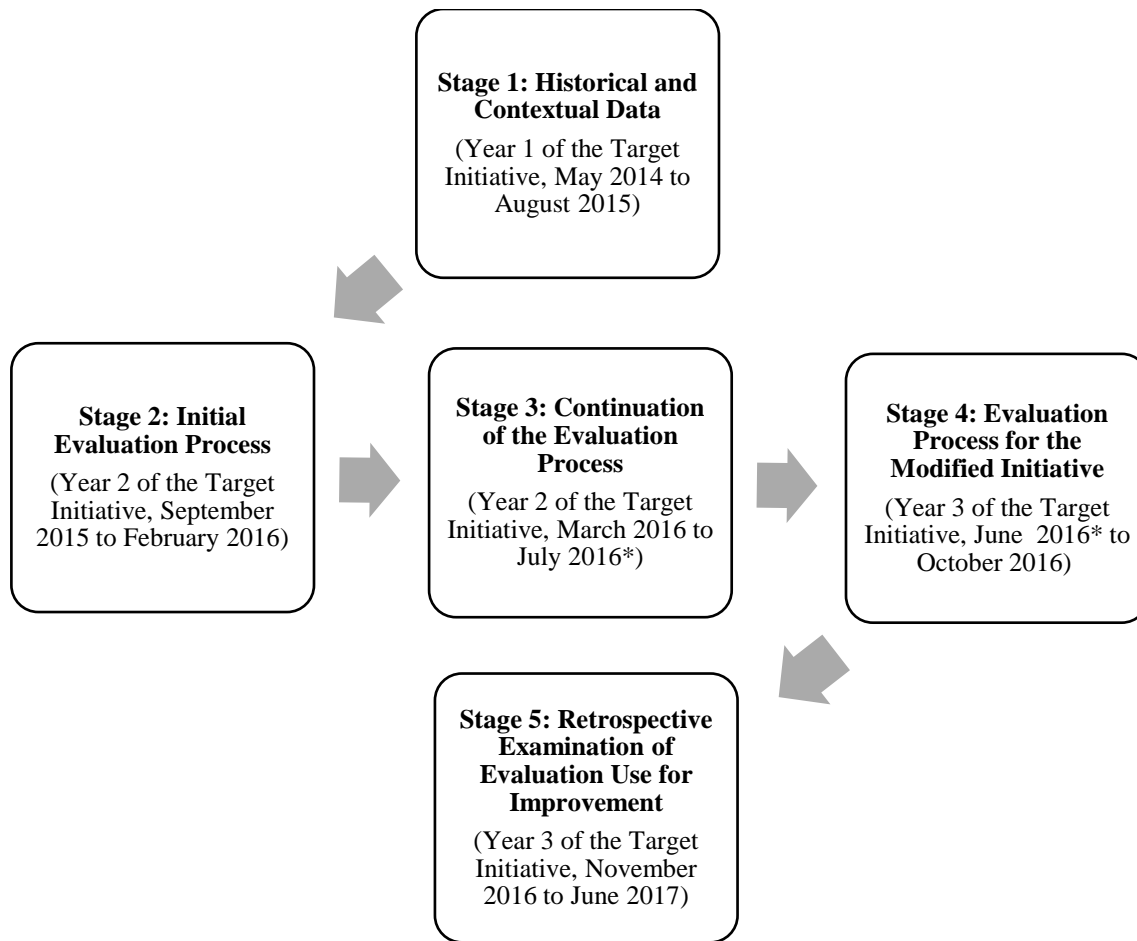 Stage 1: Historical and
Contextual Data
(Year 1 of the Target
Initiative, May 2014 to
August 2015)
Stage 2: Initial
Evaluation Process
(Year 2 of the Target
Initiative, September
2015 to February 2016)
Stage 3: Continuation
of the Evaluation
Process
(Year 2 of the Target
Initiative, March 2016 to
July 2016*)
Stage 4: Evaluation
Process for the
Modified Initiative
(Year 3 of the Target
Initiative, June  2016* to
October 2016)
Stage 5: Retrospective
Examination of
Evaluation Use for
Improvement
(Year 3 of the Target
Initiative, November
2016 to June 2017)